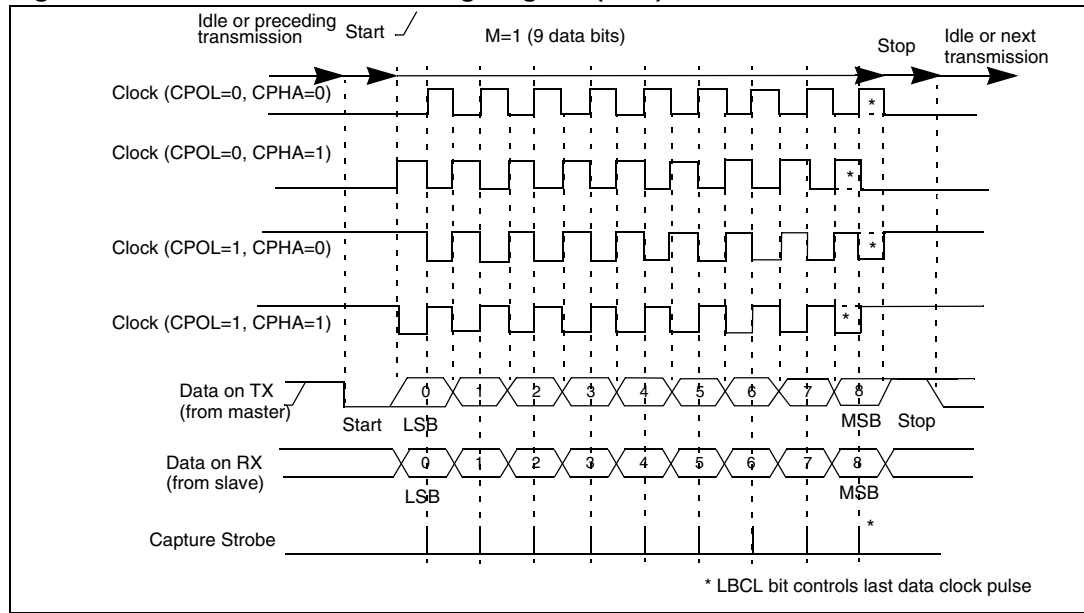 Idle or preceding
transmission
Start
M=1 (9 data bits)
Stop
Idle or next
transmission
Clock (CPOL=0, CPHA=0)
*
Clock (CPOL=0, CPHA=1)
*
Clock (CPOL=1, CPHA=0)
*
Clock (CPOL=1, CPHA=1)
*
Data on TX
(from master)
0 1 2 3 4 5 6 7 8
Start LSB MSB Stop
Data on RX
(from slave)
0 1 2 3 4 5 6 7 8
LSB MSB
Capture Strobe
*
* LBCL bit controls last data clock pulse